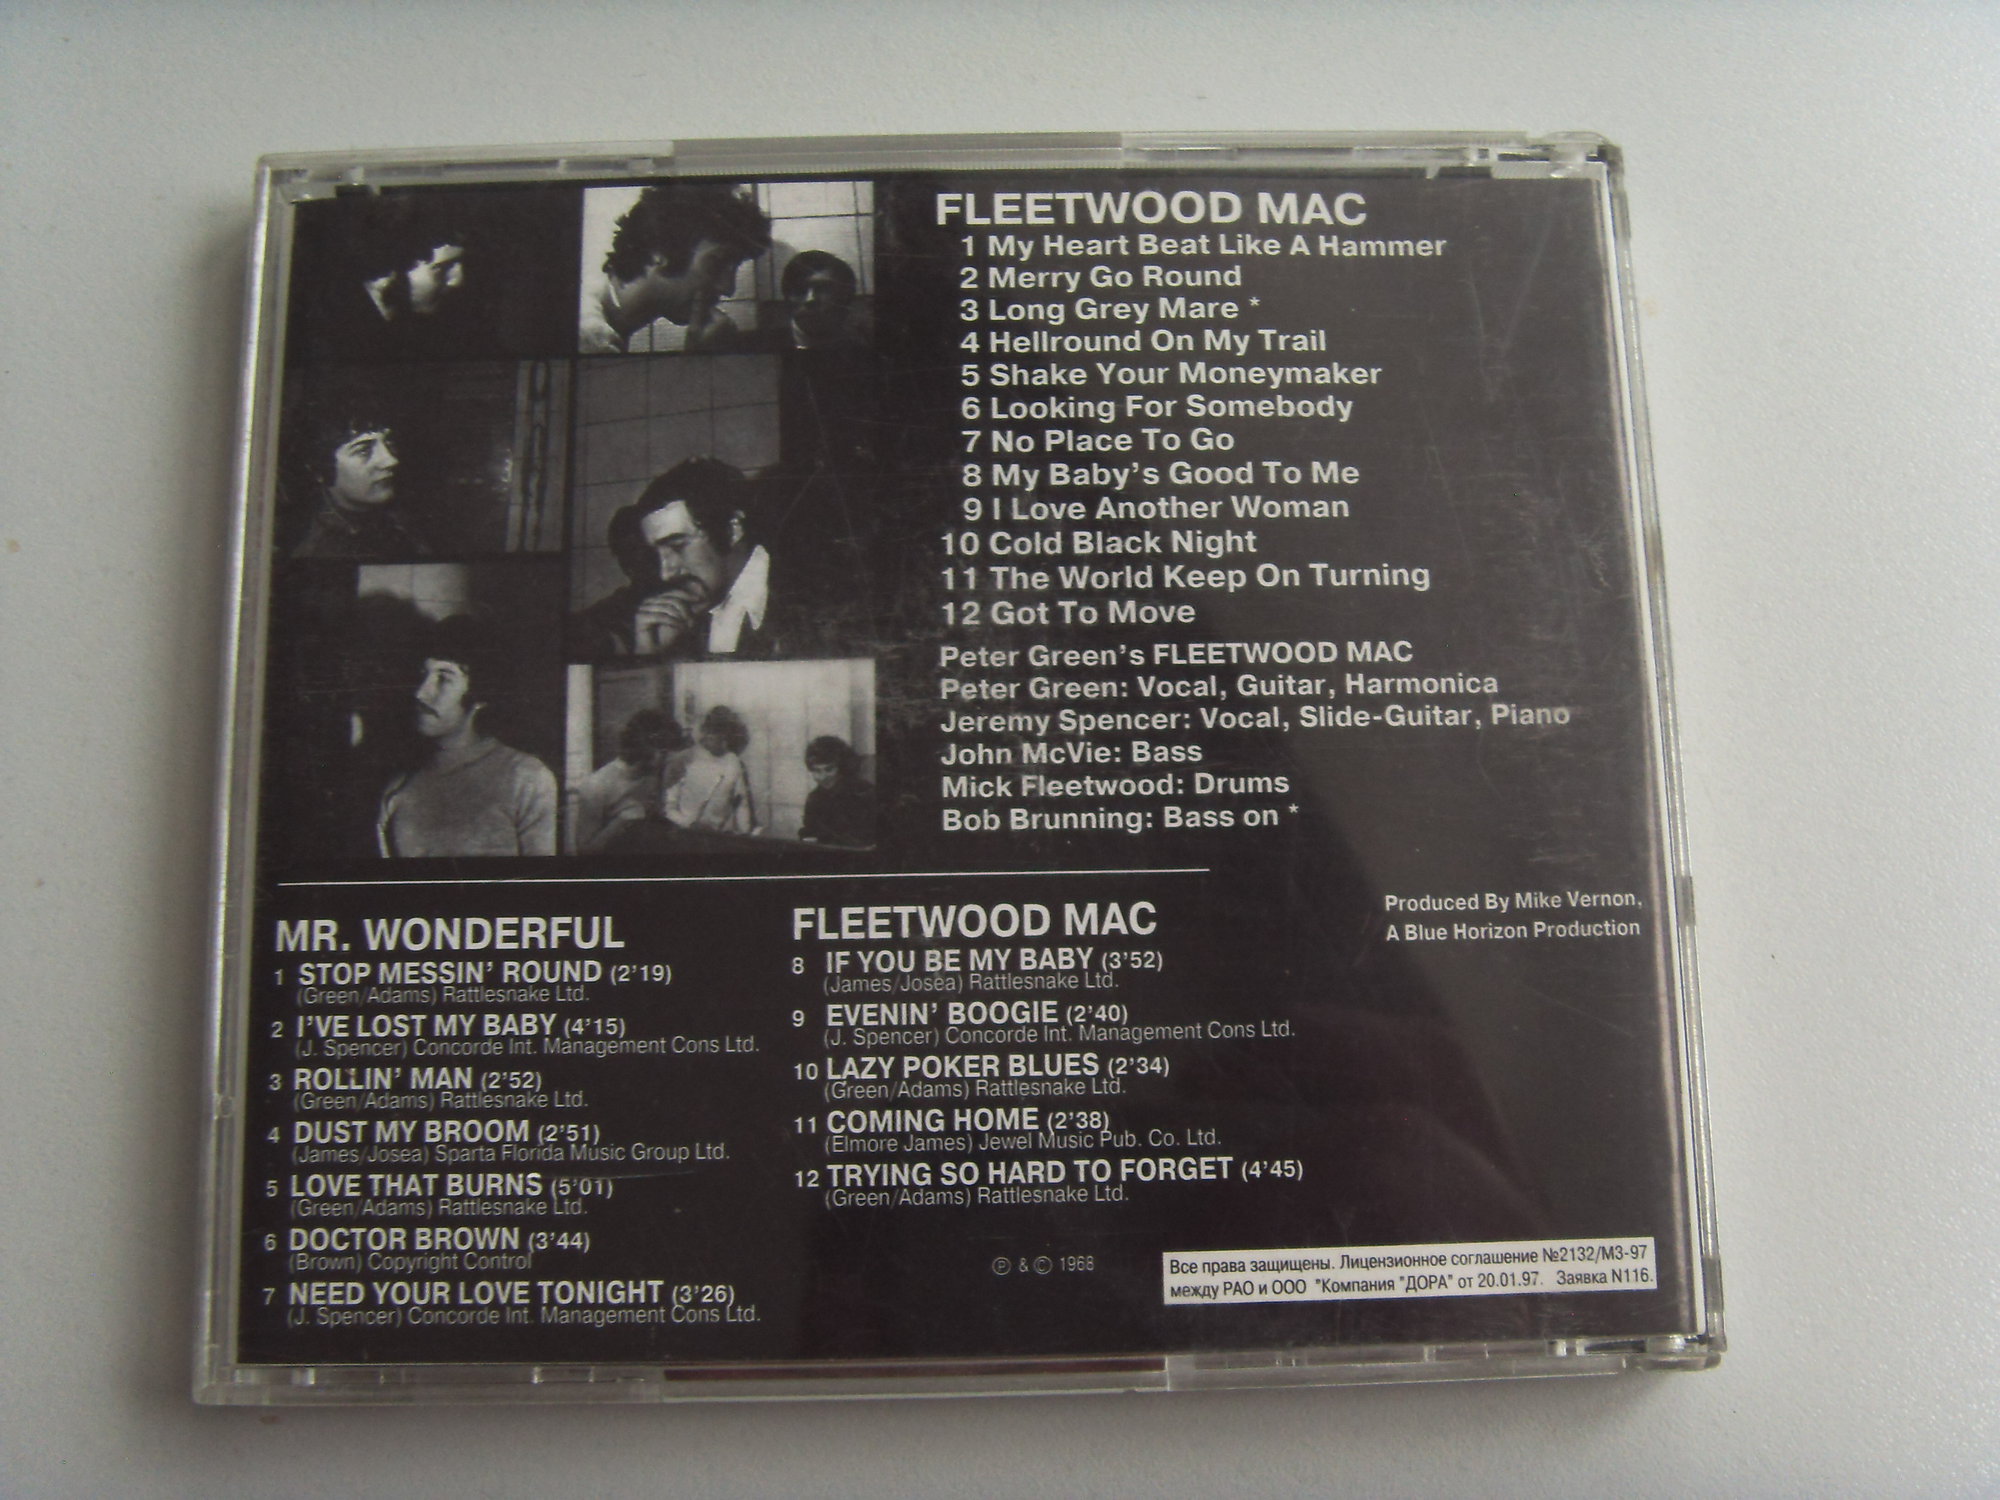 FLEETWOOD MAC
1 My Heart Beat Like A Hammer
2 Merry Go Round
3 Long Grey Mare *
4 Hellround On My Trail
5 Shake Your Moneymaker
6 Looking For Somebody
7 No Place To Go
8 My Baby's Good To Me
9 I Love Another Woman
10 Cold Black Night
11 The World Keep On Turning
12 Got To Move
Peter Green's FLEETWOOD MAC
Peter Green: Vocal, Guitar, Harmonica
Jeremy Spencer: Vocal, Slide-Guitar, Piano
John McVie: Bass
Mick Fleetwood: Drums
Bob Brunning: Bass on *
Produced By Mike Vernon,
A Blue Horizon Production
MR. WONDERFUL
1 STOP MESSIN' ROUND (2'19)
(Green/Adams) Rattlesnake Ltd.
2 I'VE LOST MY BABY (4'15)
(J. Spencer) Concorde Int. Management Cons Ltd.
3 ROLLIN' MAN (2'52)
(Green/Adams) Rattlesnake Ltd.
4 DUST MY BROOM (2'51)
(James/Josea) Sparta Florida Music Group Ltd.
5 LOVE THAT BURNS (5'01)
(Green/Adams) Rattlesnake Ltd.
6 DOCTOR BROWN (3'44)
(Brown) Copyright Control
7 NEED YOUR LOVE TONIGHT (3'26)
(J. Spencer) Concorde Int. Management Cons Ltd.
FLEETWOOD MAC
8 IF YOU BE MY BABY (3'52)
(James/Josea) Rattlesnake Ltd.
9 EVENIN' BOOGIE (2'40)
(J. Spencer) Concorde Int. Management Cons Ltd.
10 LAZY POKER BLUES (2'34)
(Green/Adams) Rattlesnake Ltd.
11 COMING HOME (2'38)
(Elmore James) Jewel Music Pub. Co. Ltd.
12 TRYING SO HARD TO FORGET (4'45)
(Green/Adams) Rattlesnake Ltd.
℗ & © 1968
Все права защищены. Лицензионное соглашение №2132/МЗ-97
между РАО и ООО "Компания "ДОРА" от 20.01.97. Заявка N116.